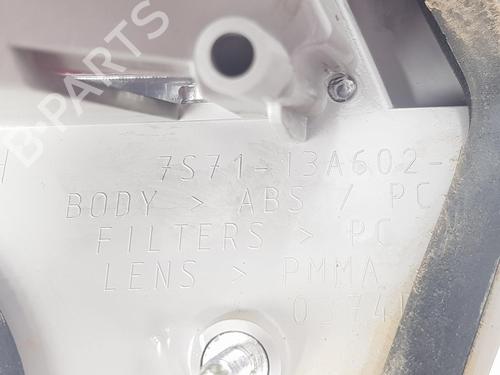 H 7S71-13A602-
BODY > ABS / PC
FILTERS > PC
LENS > PMMA
B-PARTS